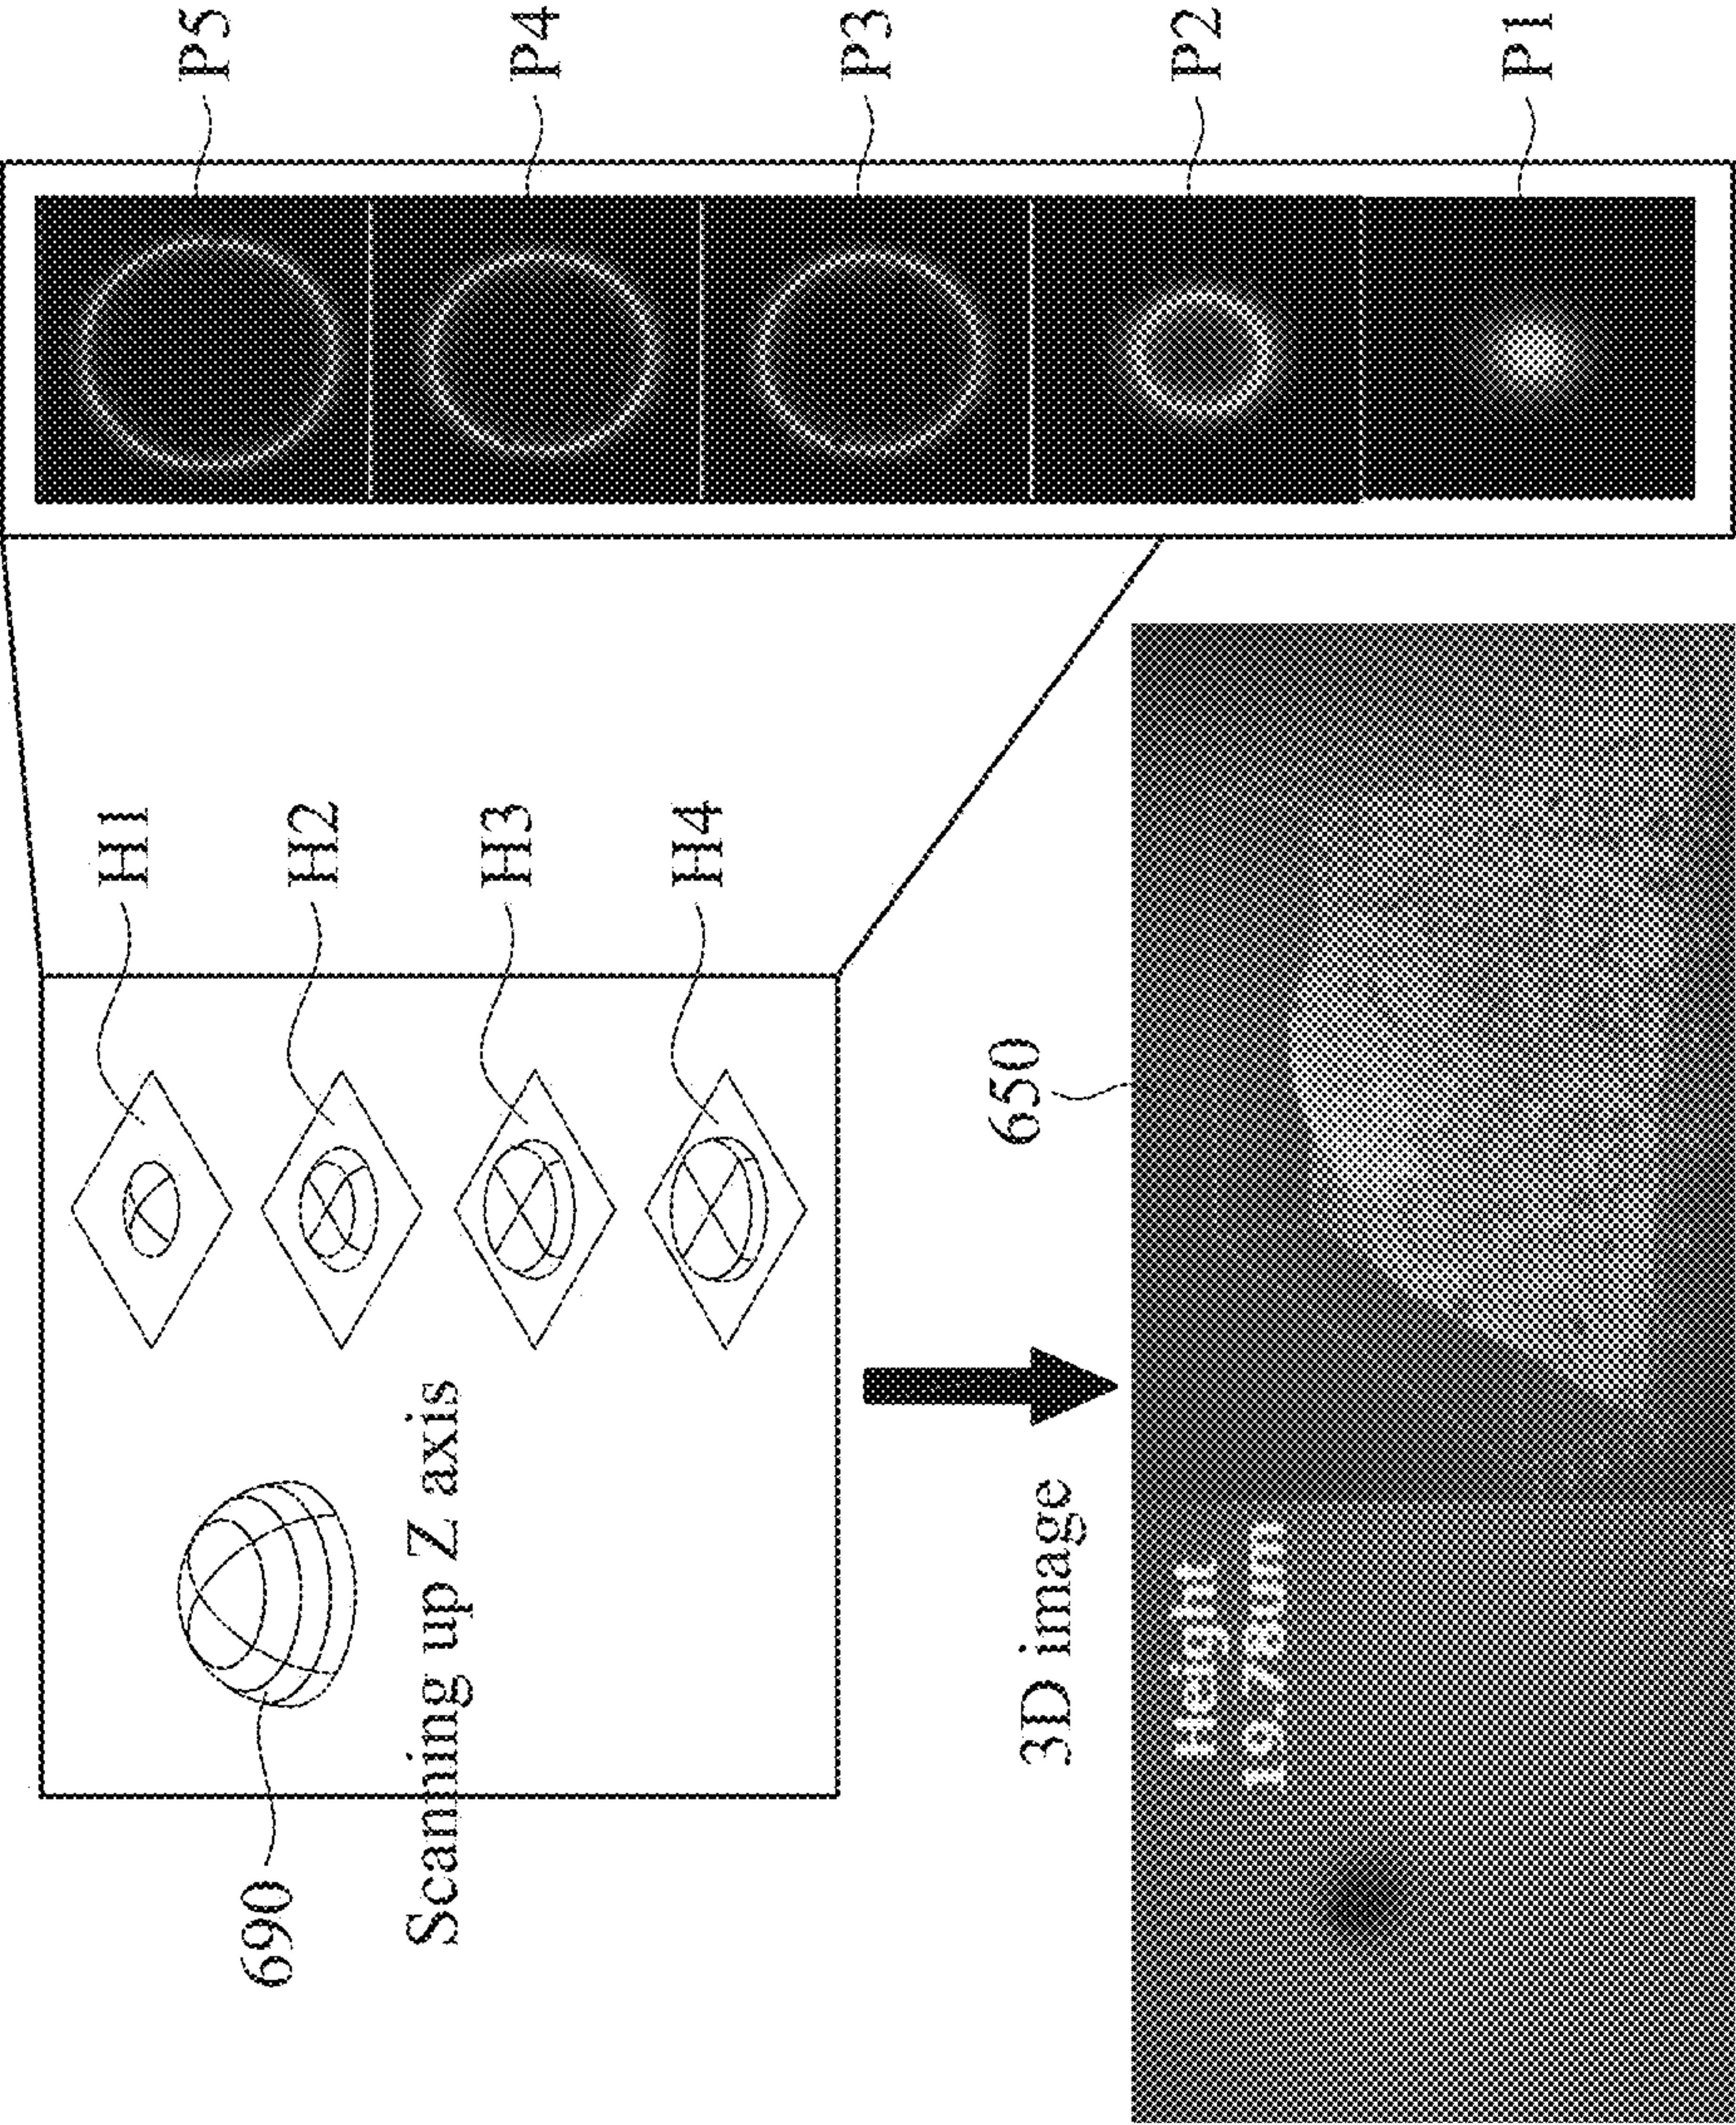 690
Scanning up Z axis
H1
H2
H3
H4
P5
P4
P3
P2
P1
3D image
650
Height